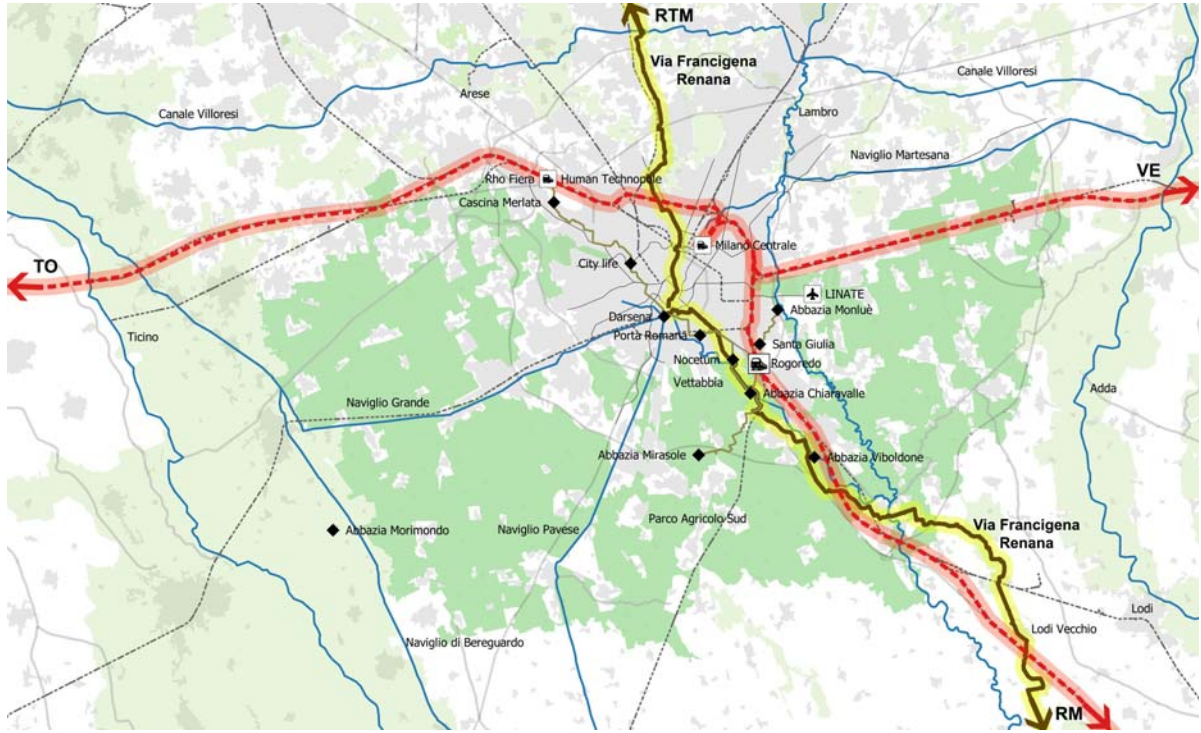 RTM
Via Francigena
Renana
Canale Villoresi
Arese
Canale Villoresi
Lambro
Naviglio Martesana
VE
Rho Fiera
Human Technopole
Cascina Merlata
Milano Centrale
City life
TO
LINATE
Abbazia Monluè
Ticino
Darsena
Porta Romana
Santa Giulia
Nocetum
Rogoredo
Vettabbia
Abbazia Chiaravalle
Adda
Naviglio Grande
Abbazia Mirasole
Abbazia Viboldone
Parco Agricolo Sud
Abbazia Morimondo
Naviglio Pavese
Via Francigena
Renana
Lodi
Lodi Vecchio
Naviglio di Bereguardo
RM